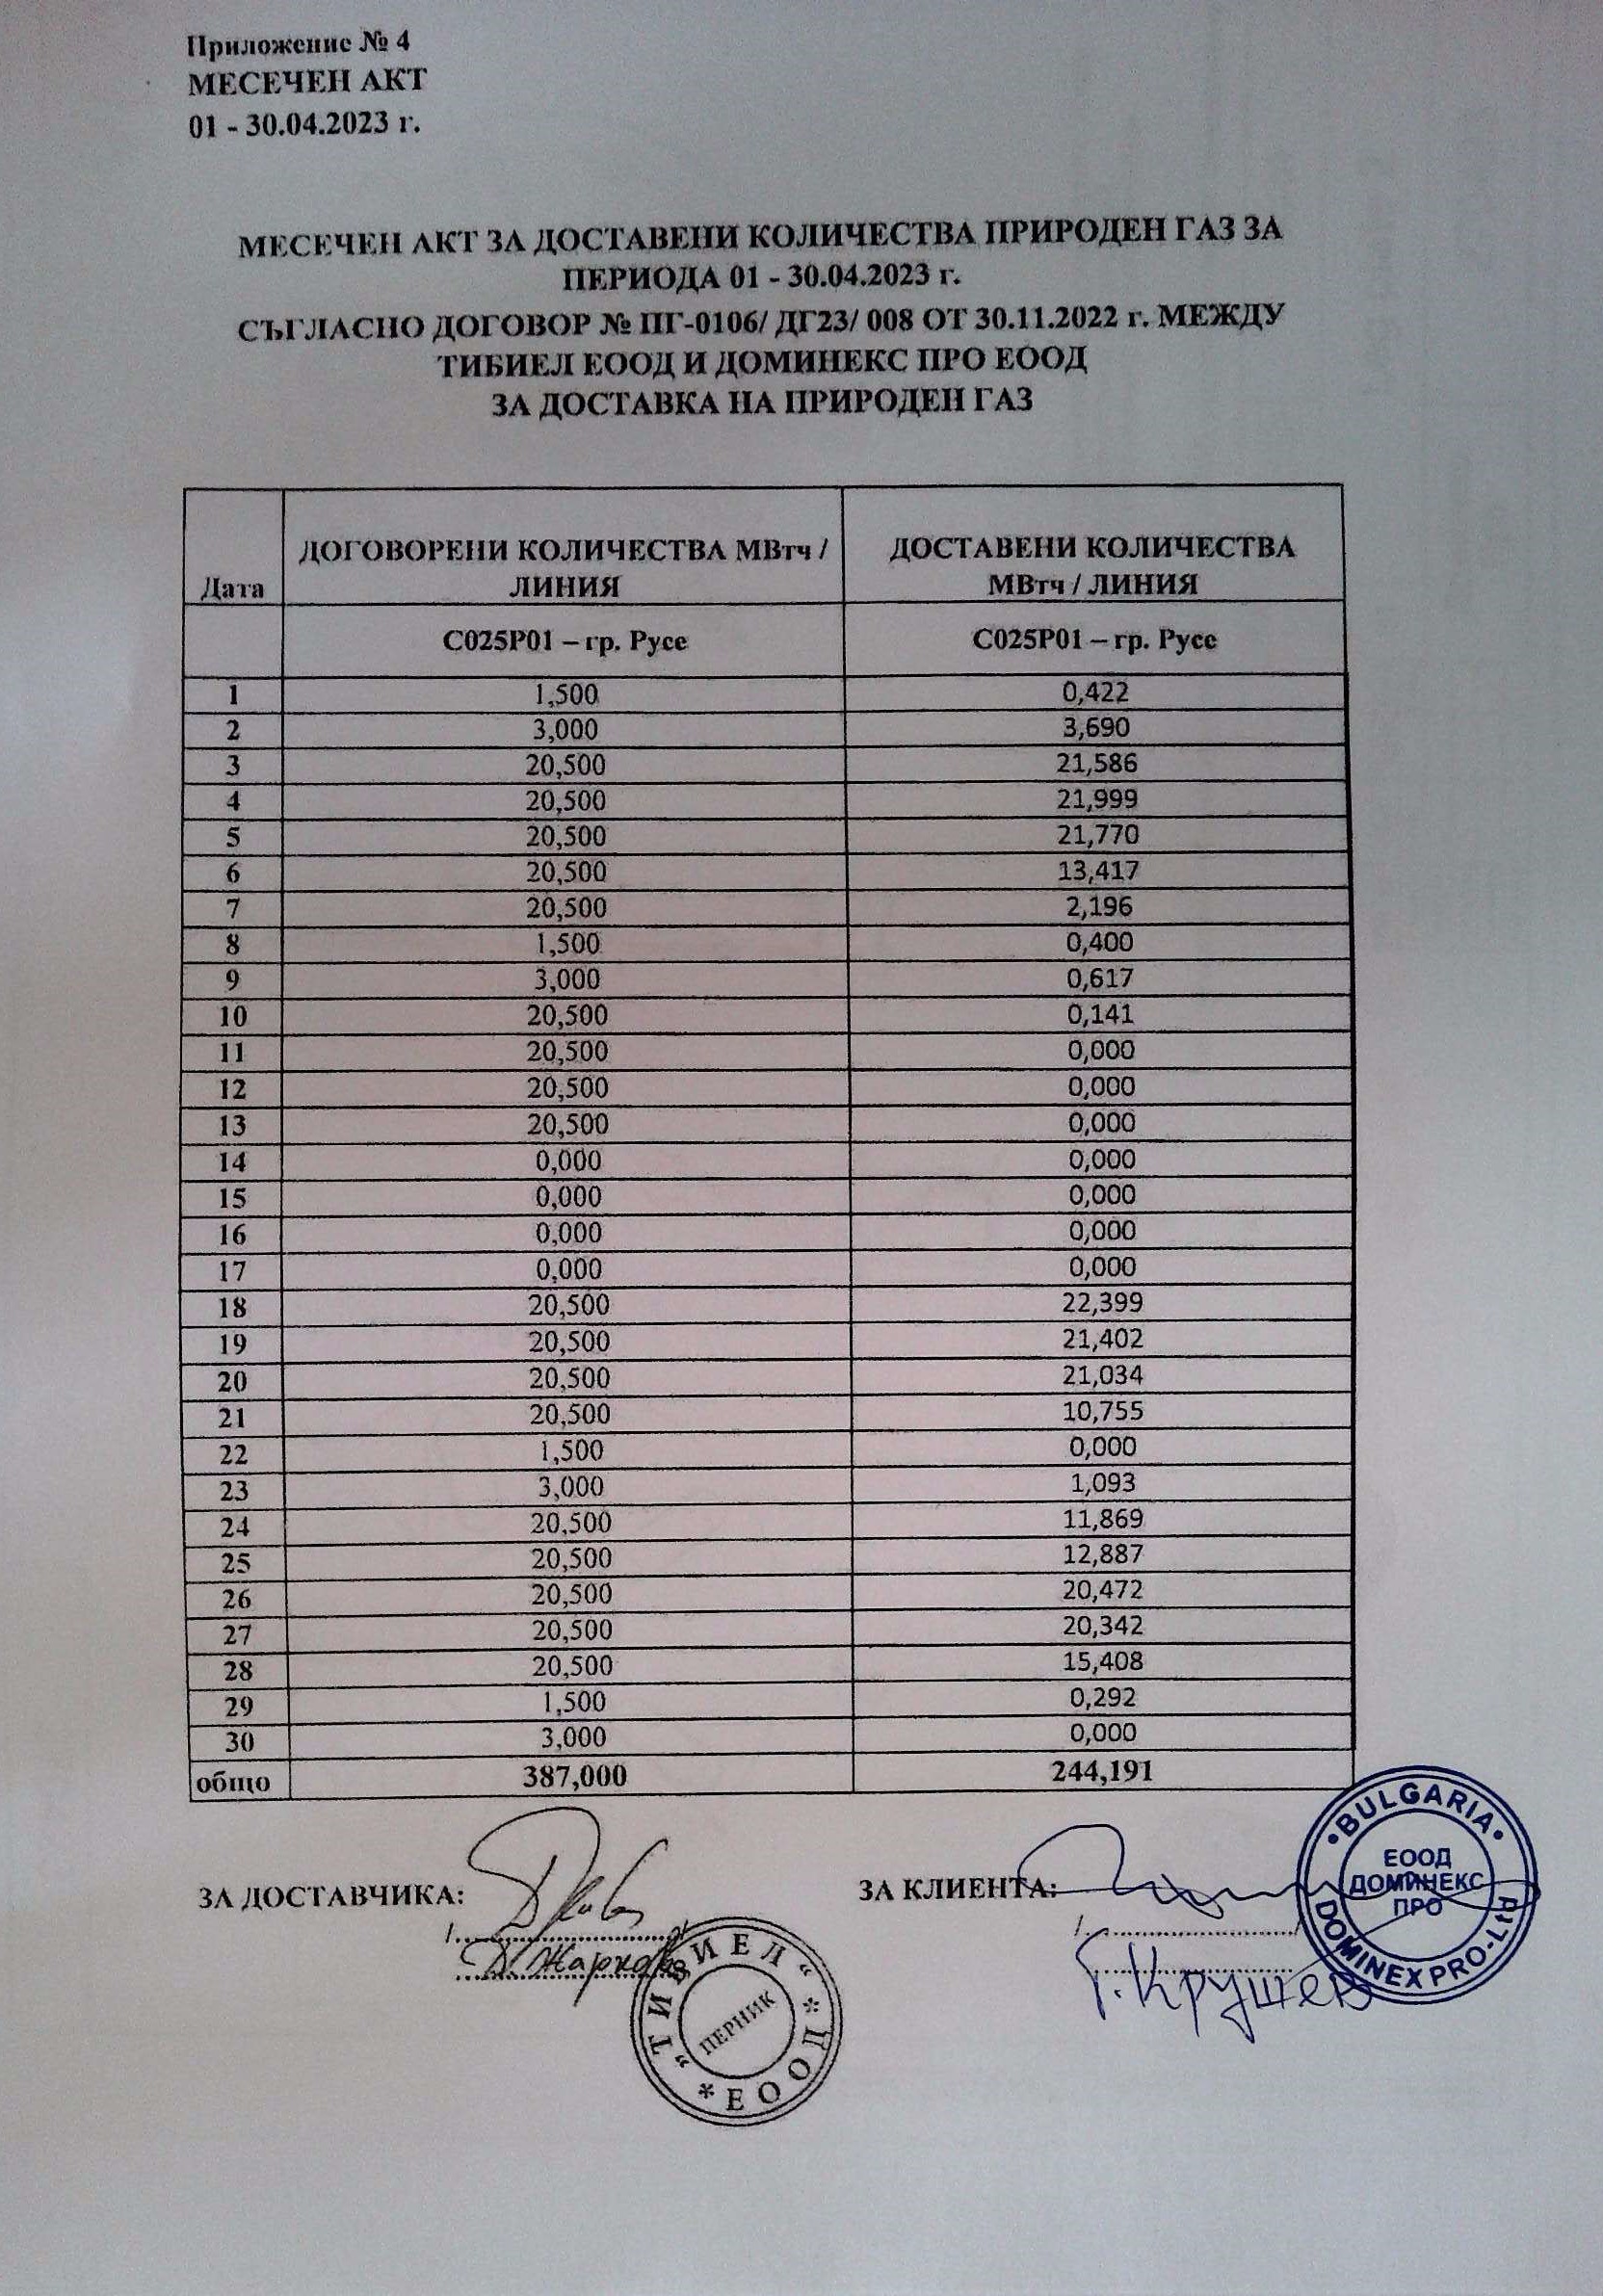 Приложение № 4
МЕСЕЧЕН АКТ
01 - 30.04.2023 г.
МЕСЕЧЕН АКТ ЗА ДОСТАВЕНИ КОЛИЧЕСТВА ПРИРОДЕН ГАЗ ЗА
ПЕРИОДА 01 - 30.04.2023 г.
СЪГЛАСНО ДОГОВОР № ПГ-0106/ ДГ23/ 008 ОТ 30.11.2022 г. МЕЖДУ
ТИБИЕЛ ЕООД И ДОМИНЕКС ПРО ЕООД
ЗА ДОСТАВКА НА ПРИРОДЕН ГАЗ
Дата ДОГОВОРЕНИ КОЛИЧЕСТВА МВтч / ЛИНИЯ ДОСТАВЕНИ КОЛИЧЕСТВА МВтч / ЛИНИЯ
C025P01 – гр. Русе C025P01 – гр. Русе
1 1,500 0,422
2 3,000 3,690
3 20,500 21,586
4 20,500 21,999
5 20,500 21,770
6 20,500 13,417
7 20,500 2,196
8 1,500 0,400
9 3,000 0,617
10 20,500 0,141
11 20,500 0,000
12 20,500 0,000
13 20,500 0,000
14 0,000 0,000
15 0,000 0,000
16 0,000 0,000
17 0,000 0,000
18 20,500 22,399
19 20,500 21,402
20 20,500 21,034
21 20,500 10,755
22 1,500 0,000
23 3,000 1,093
24 20,500 11,869
25 20,500 12,887
26 20,500 20,472
27 20,500 20,342
28 20,500 15,408
29 1,500 0,292
30 3,000 0,000
общо 387,000 244,191
ЗА ДОСТАВЧИКА: ЗА КЛИЕНТА:
Г. Крушев
"ТИБИЕЛ" ЕООД
ПЕРНИК
BULGARIA
ЕООД
ДОМИНЕКС
ПРО
DOMINEX PRO-Ltd